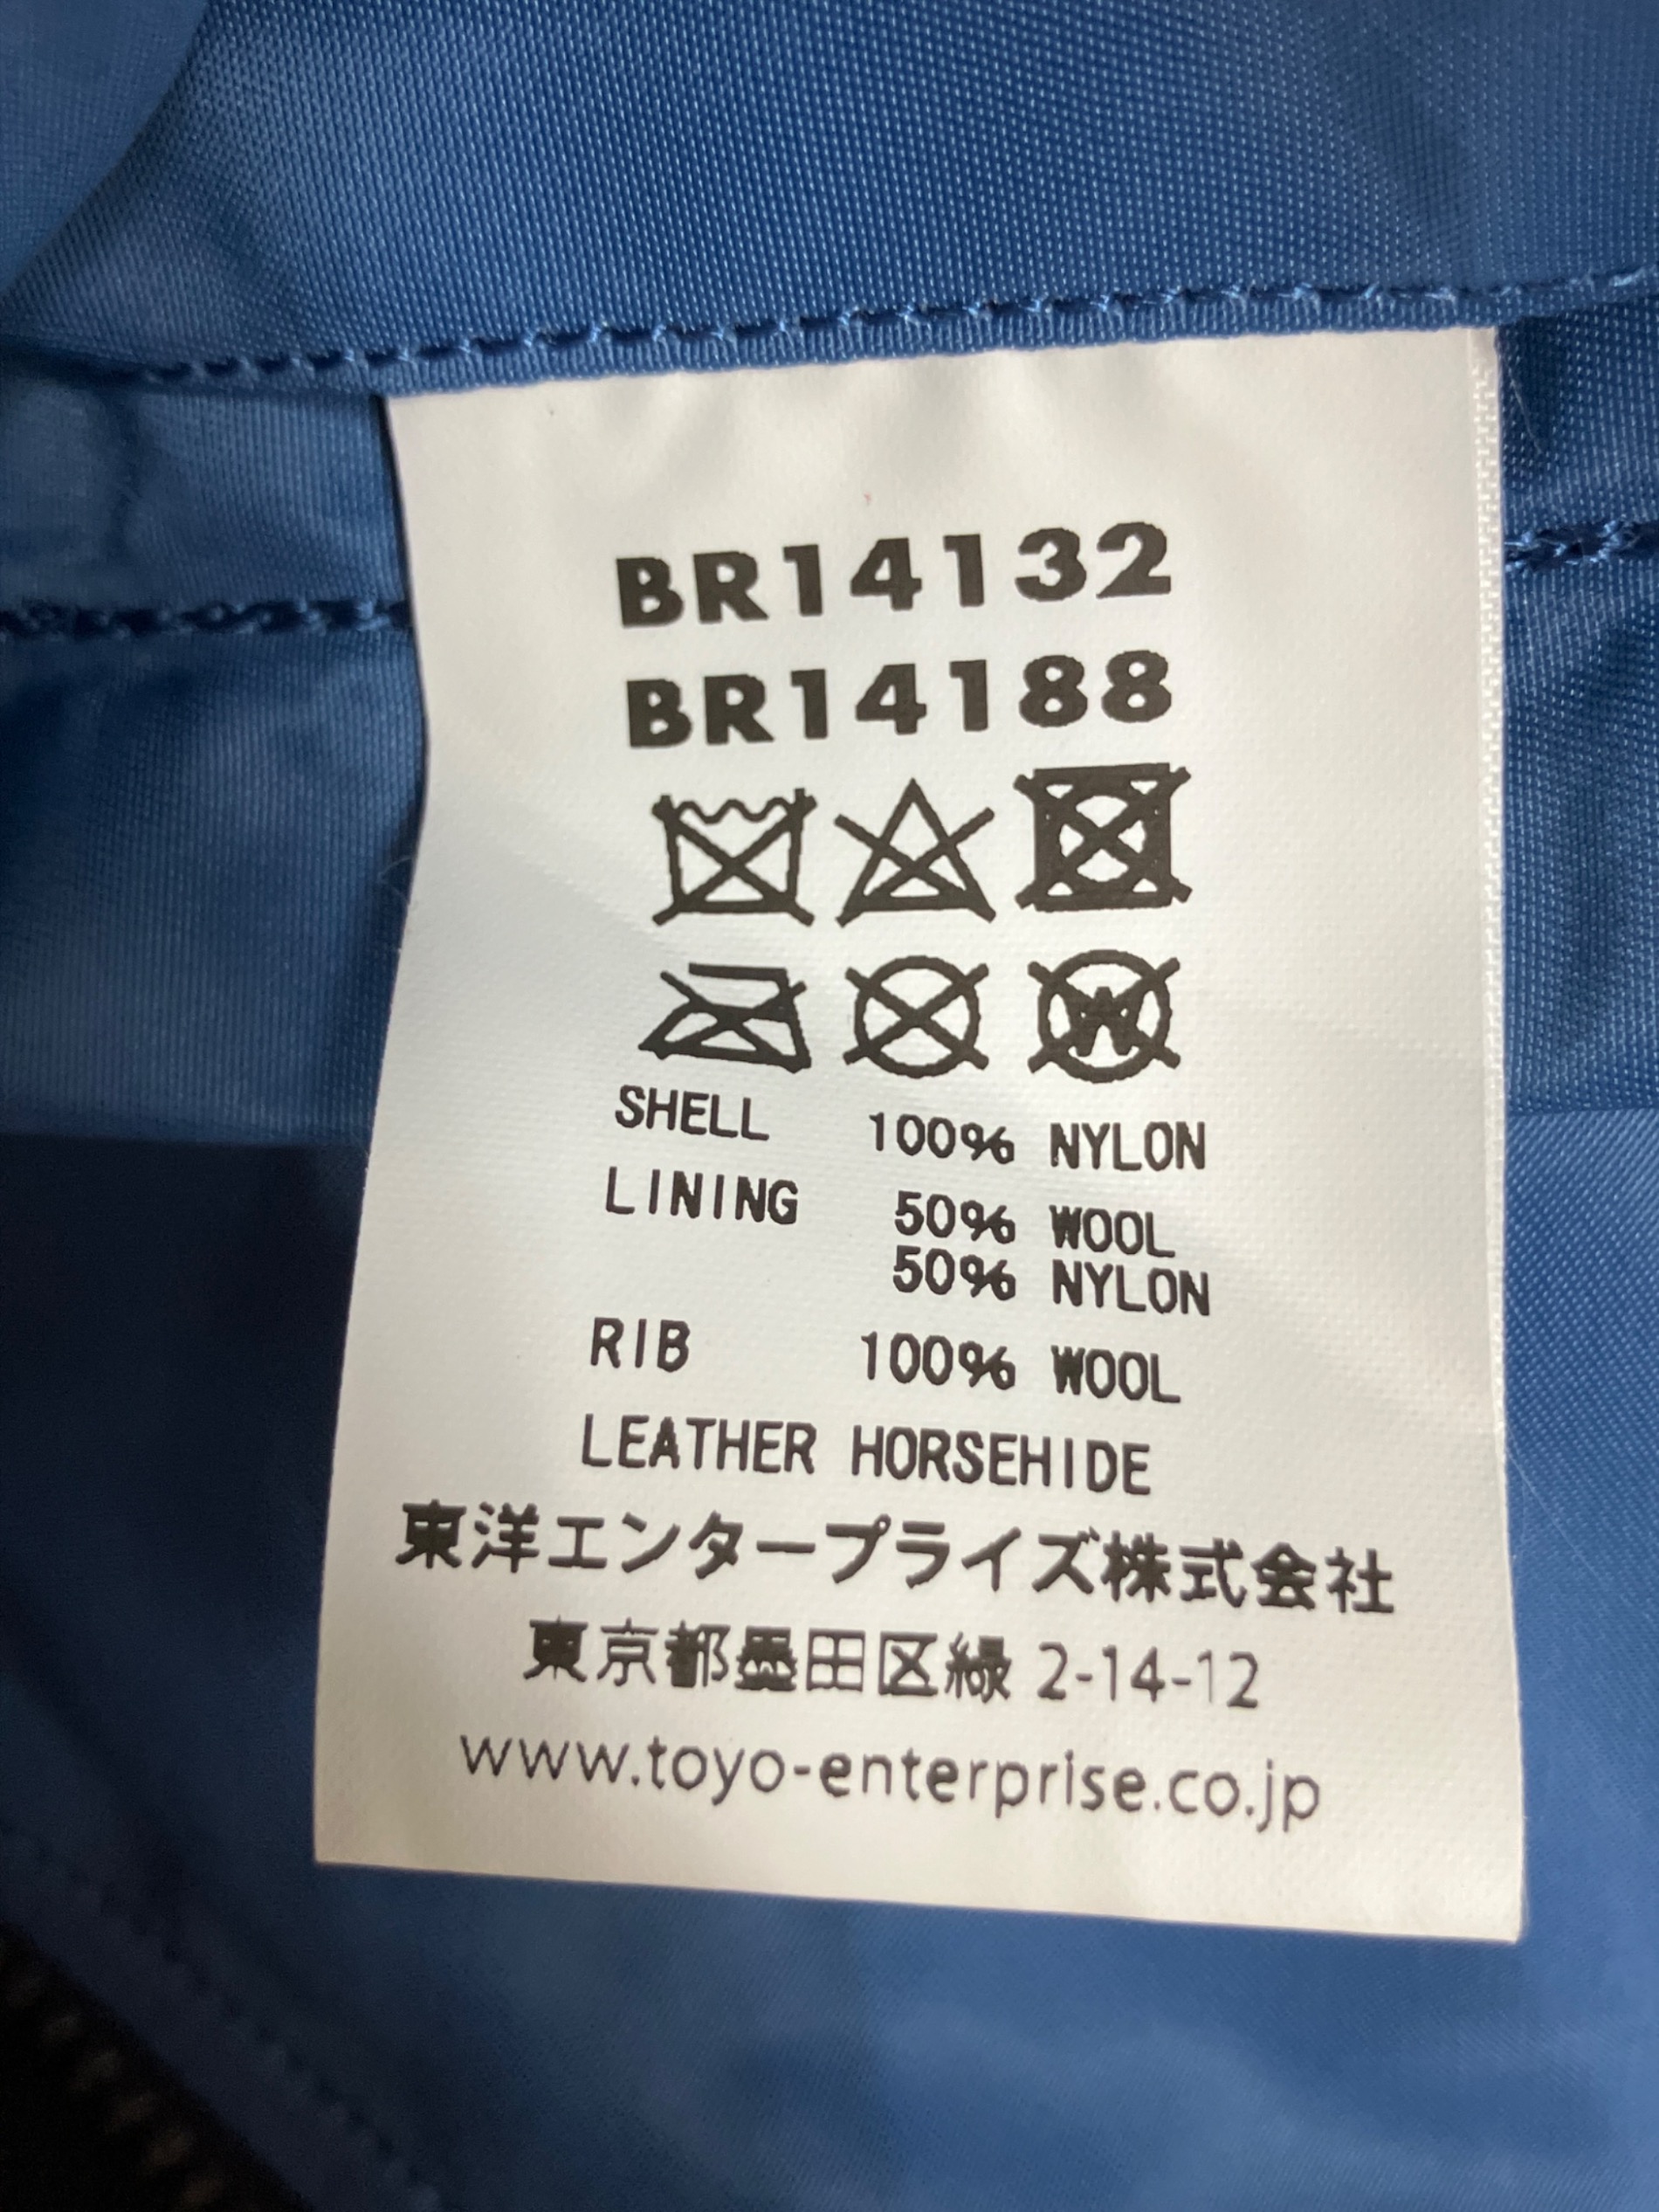 BR14132
BR14188
W
SHELL 100% NYLON
LINING 50% WOOL
50% NYLON
RIB 100% WOOL
LEATHER HORSEHIDE
東洋エンタープライズ株式会社
東京都墨田区緑 2-14-12
www.toyo-enterprise.co.jp